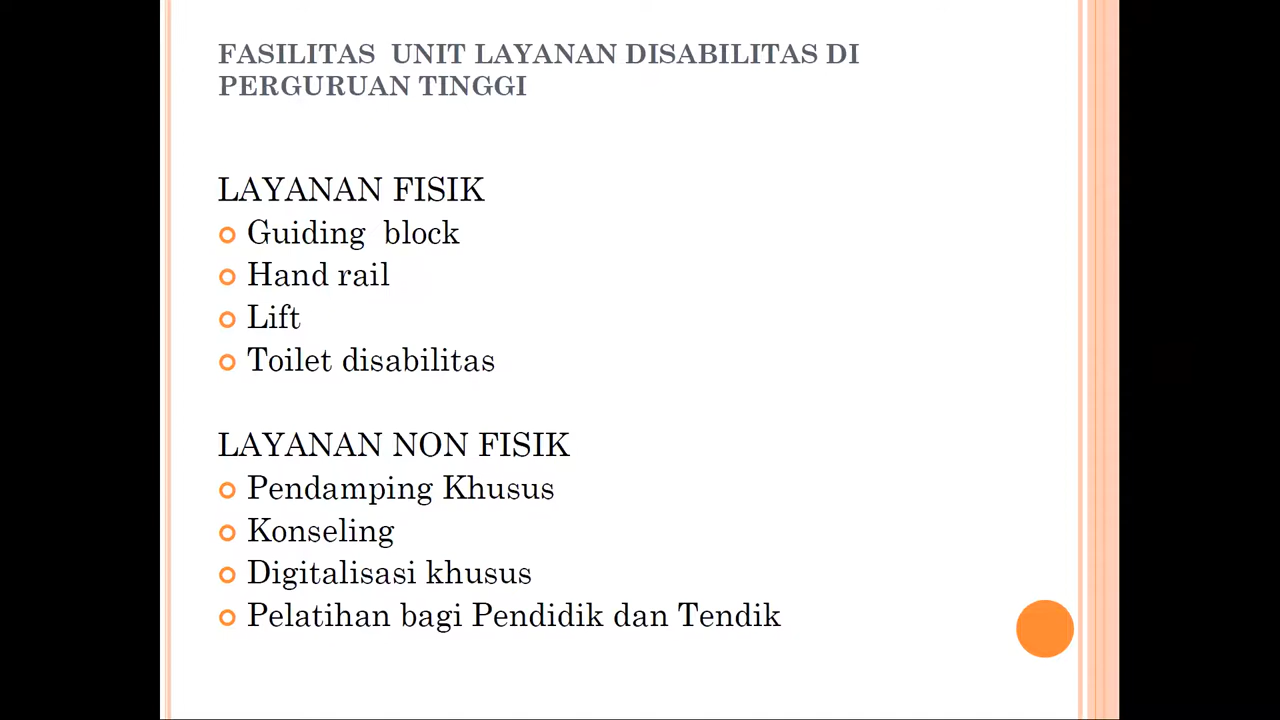 FASILITAS UNIT LAYANAN DISABILITAS DI
PERGURUAN TINGGI
LAYANAN FISIK
Guiding block
Hand rail
Lift
Toilet disabilitas
LAYANAN NON FISIK
Pendamping Khusus
Konseling
Digitalisasi khusus
Pelatihan bagi Pendidik dan Tendik